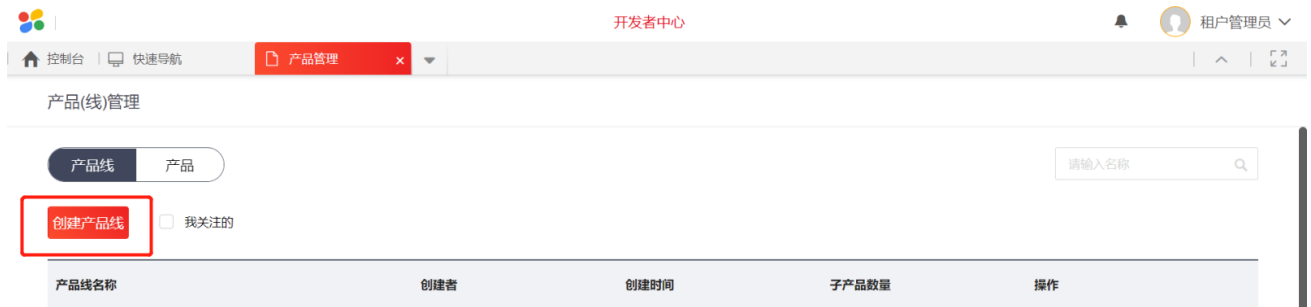 开发者中心
租户管理员
控制台 快速导航 产品管理
产品(线)管理
产品线 产品
请输入名称
创建产品线 我关注的
产品线名称 创建者 创建时间 子产品数量 操作